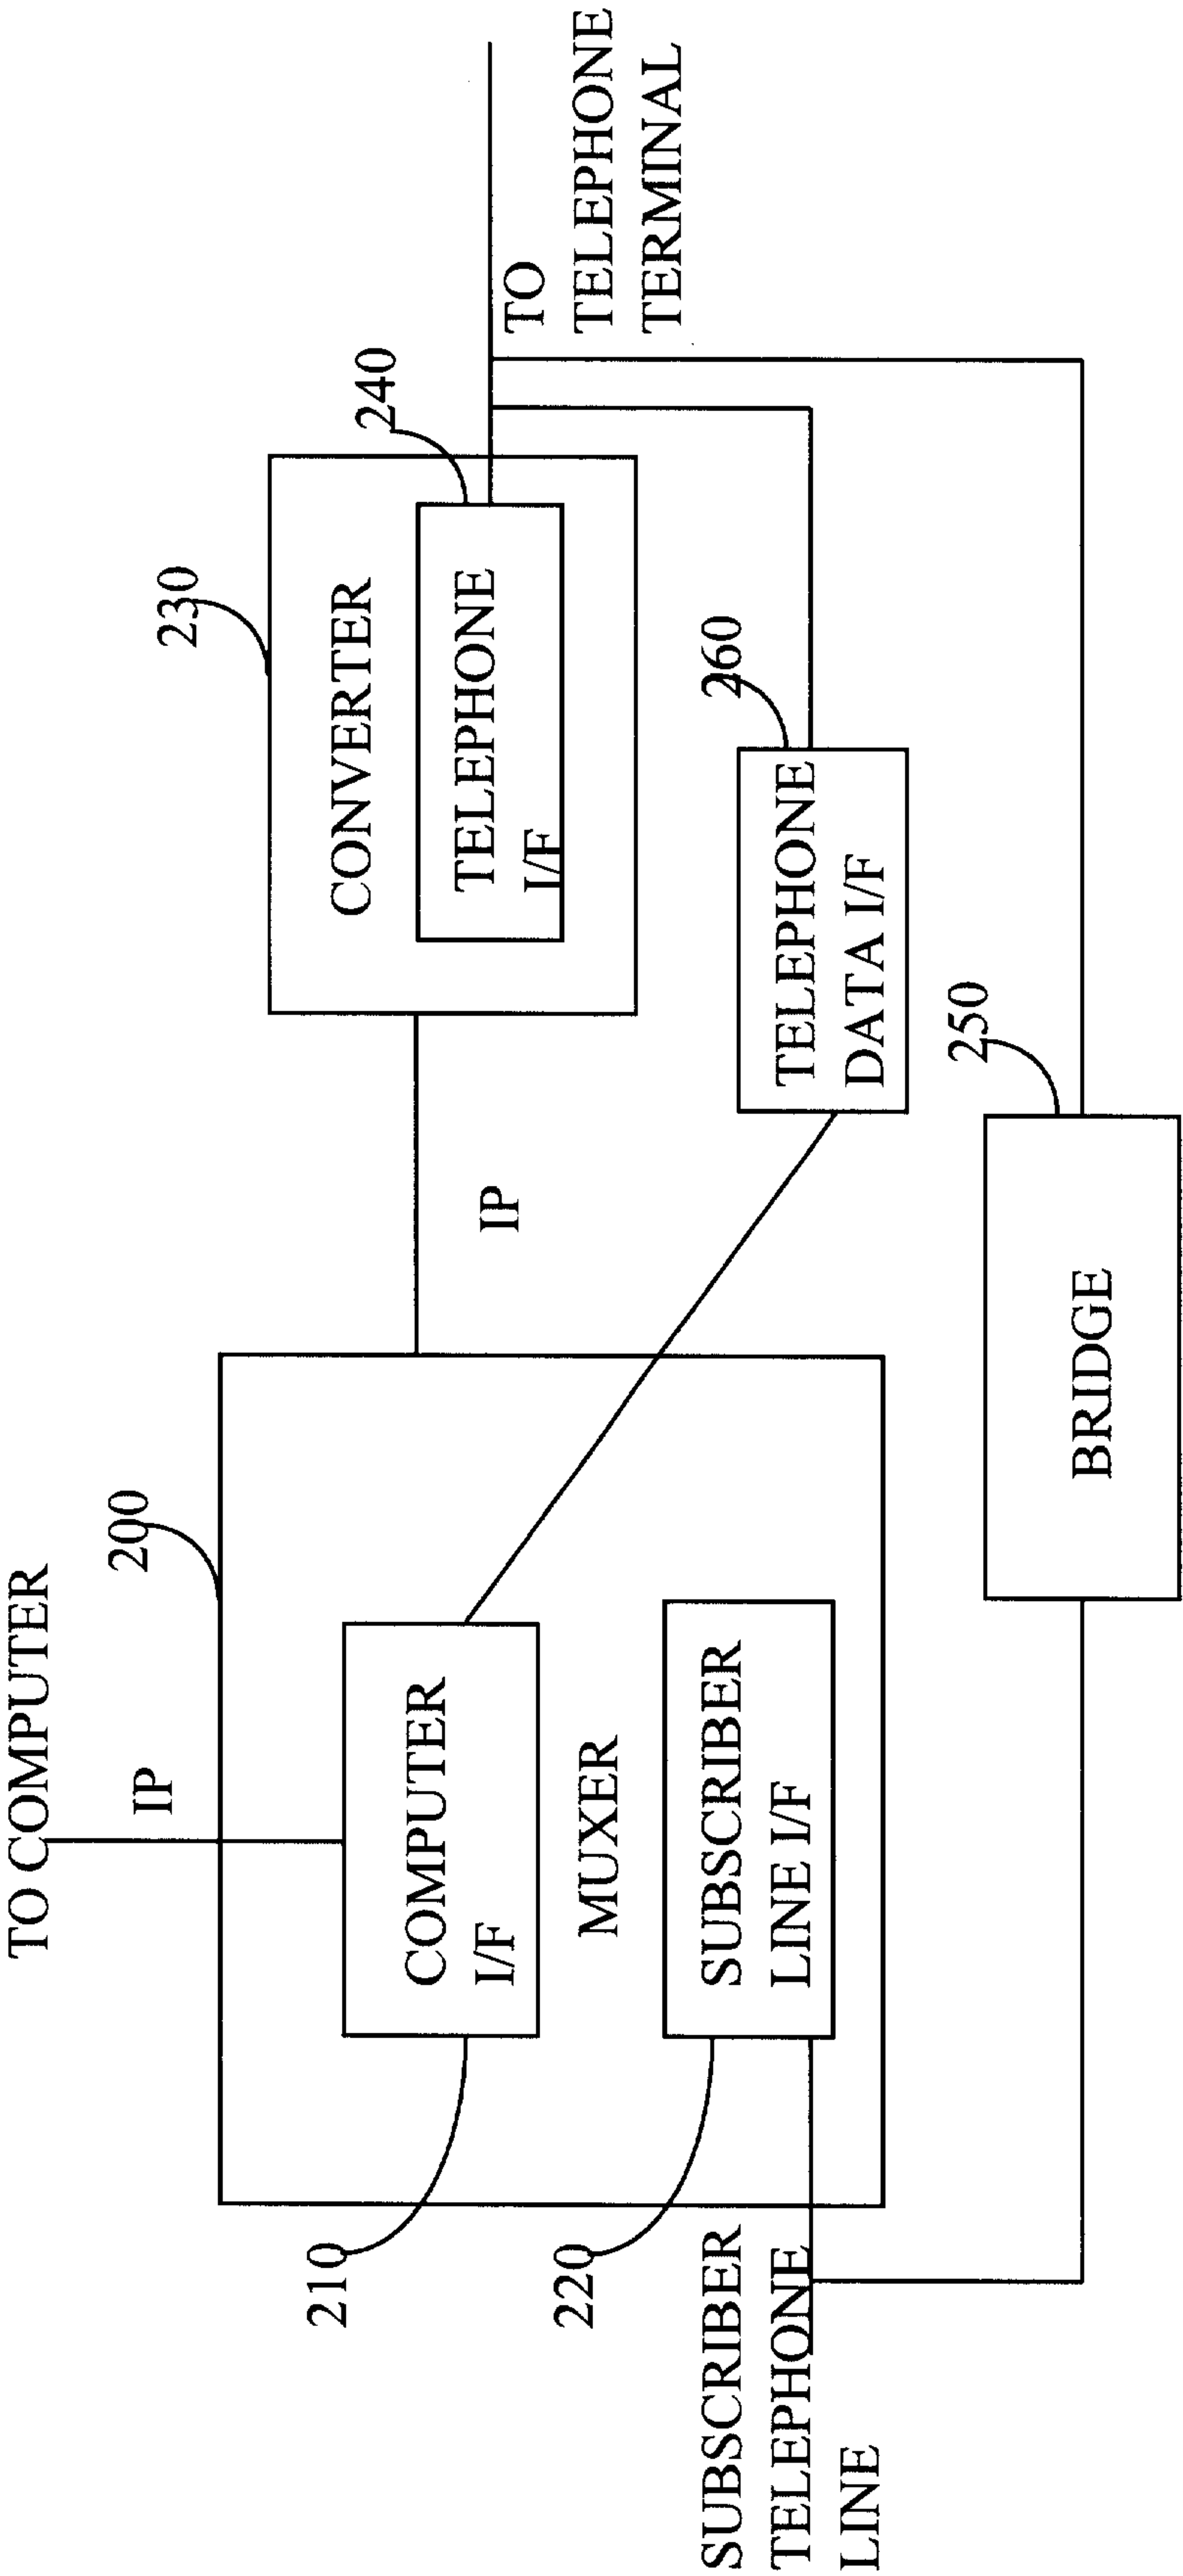 TO COMPUTER
IP
200
COMPUTER
I/F
MUXER
SUBSCRIBER
LINE I/F
210
220
SUBSCRIBER
TELEPHONE
LINE
IP
230
CONVERTER
TELEPHONE
I/F
240
TO
TELEPHONE
TERMINAL
260
TELEPHONE
DATA I/F
250
BRIDGE